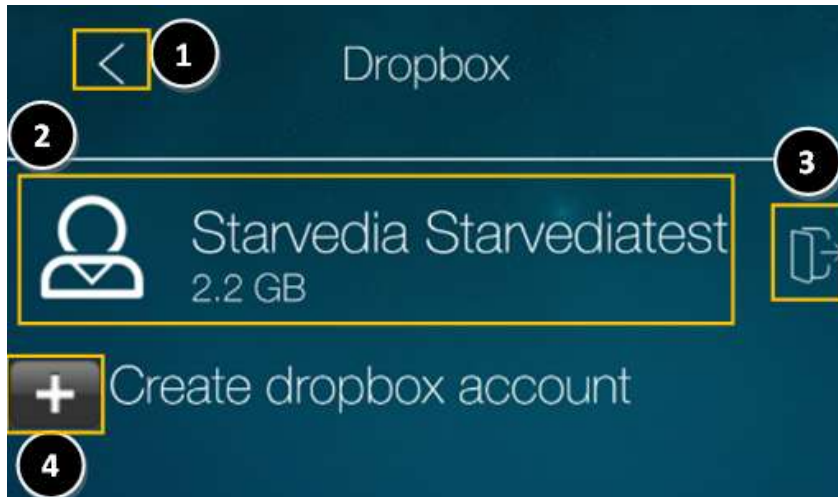 1
Dropbox
2
3
Starvedia Starvediatest
2.2 GB
Create dropbox account
4